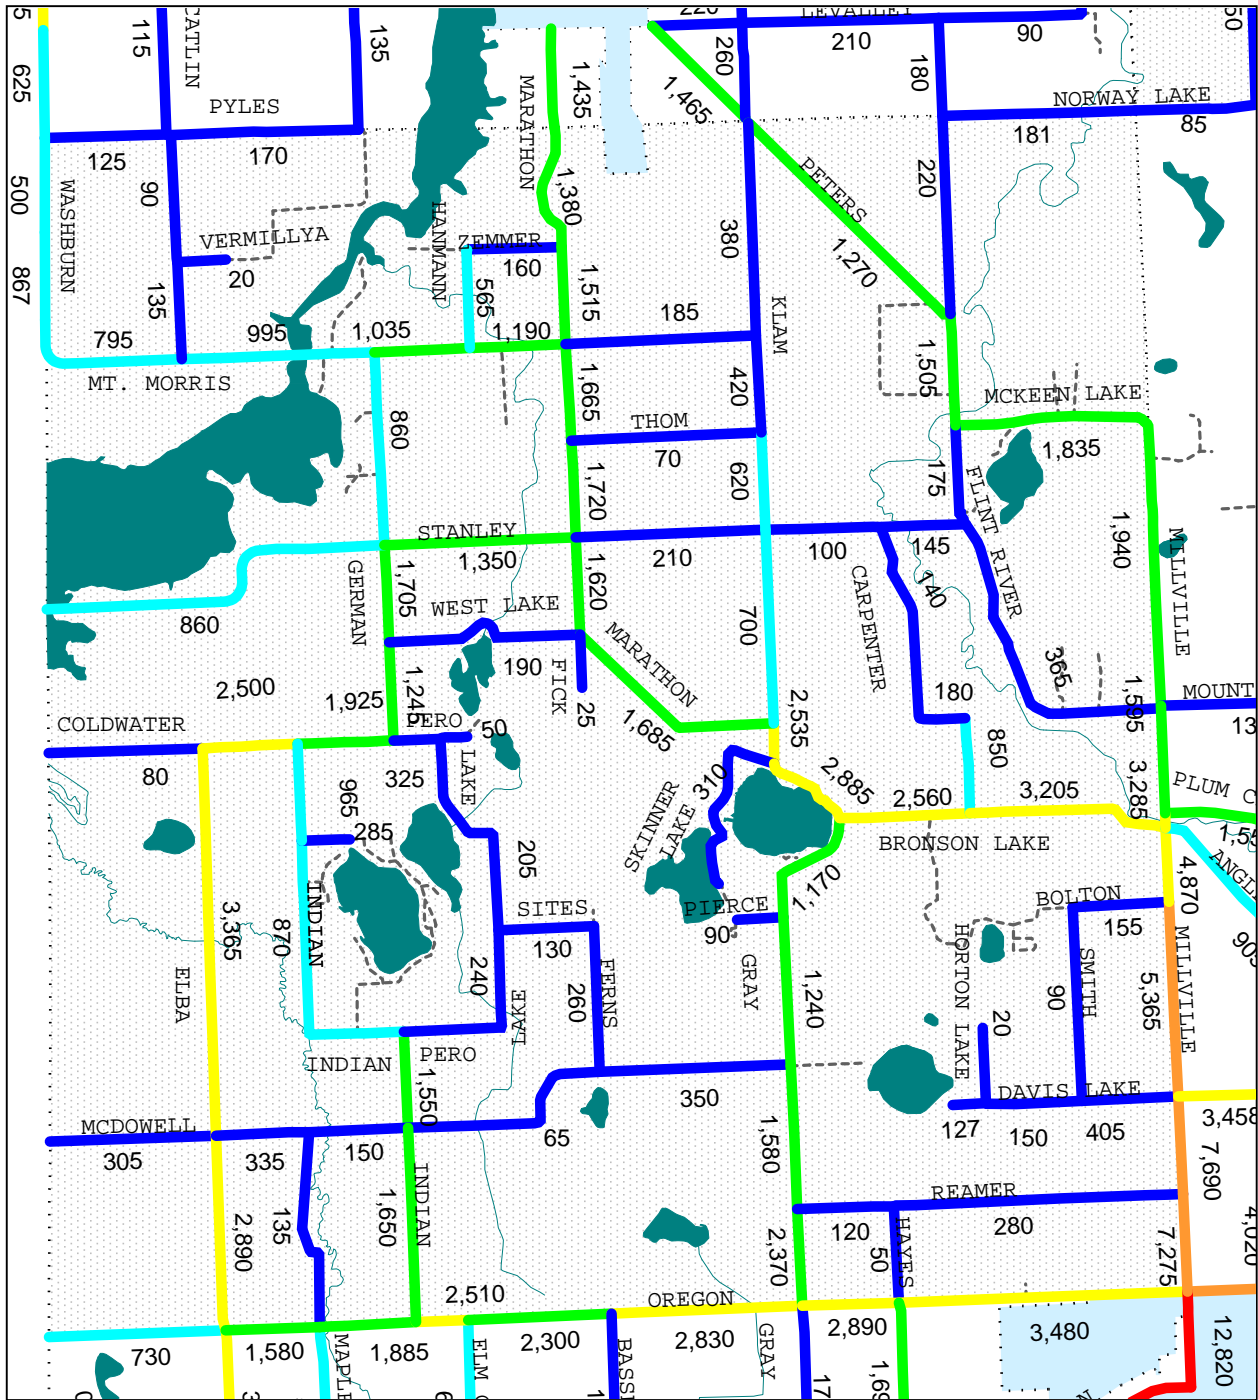 115
CATLIN
135
LEVALLEY
210
90
260
180
625
PYLES
MARATHON
1,435
1,465
NORWAY LAKE
181
85
125
170
500
WASHBURN
90
1,380
PETERS
220
VERMILLYA
20
HANMANN
ZEMMER
160
380
1,270
867
135
565
1,515
185
KLAM
795
995
1,035
1,190
MT. MORRIS
1,505
1,665
420
MCKEEN LAKE
860
THOM
70
1,835
620
175
FLINT RIVER
1,720
STANLEY
1,350
210
100
145
1,940
MILLVILLE
GERMAN
1,705
WEST LAKE
1,620
CARPENTER
140
860
190
FICK
MARATHON
700
365
2,500
1,925
1,245
25
180
1,595
MOUNT
COLDWATER
PERO
50
1,685
2,535
850
80
325
LAKE
310
2,885
2,560
3,205
3,285
PLUM
965
285
SKINNER
LAKE
BRONSON LAKE
205
1,170
4,870
3,365
870
INDIAN
SITES
130
PIERCE
90
BOLTON
155
ELBA
240
260
FERNS
GRAY
1,240
HORTON LAKE
20
90
SMITH
5,365
MILLVILLE
LAKE
INDIAN
PERO
1,550
350
DAVIS LAKE
MCDOWELL
305
335
150
65
1,580
127
150
405
7,690
2,890
135
1,650
INDIAN
REAMER
120
50
HAYES
280
2,370
7,275
2,510
OREGON
730
1,580
1,885
2,300
2,830
GRAY
2,890
3,480
12,820